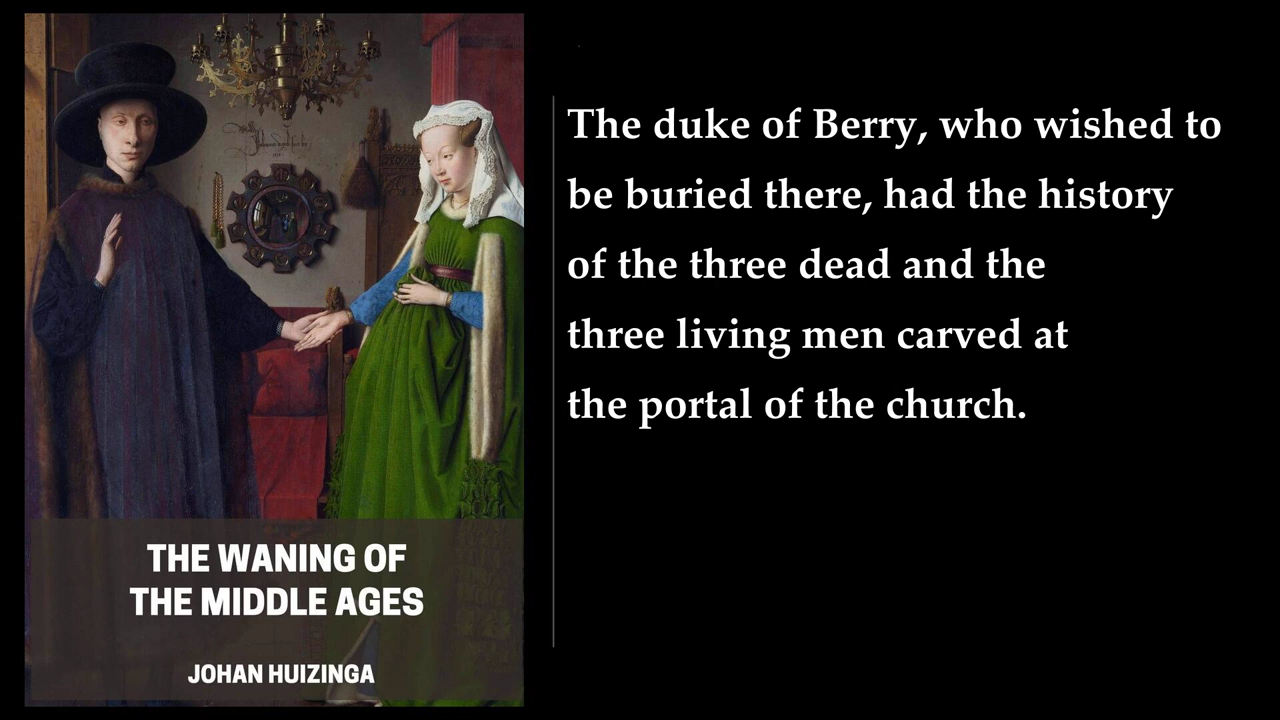 THE WANING OF
THE MIDDLE AGES
JOHAN HUIZINGA
The duke of Berry, who wished to
be buried there, had the history
of the three dead and the
three living men carved at
the portal of the church.